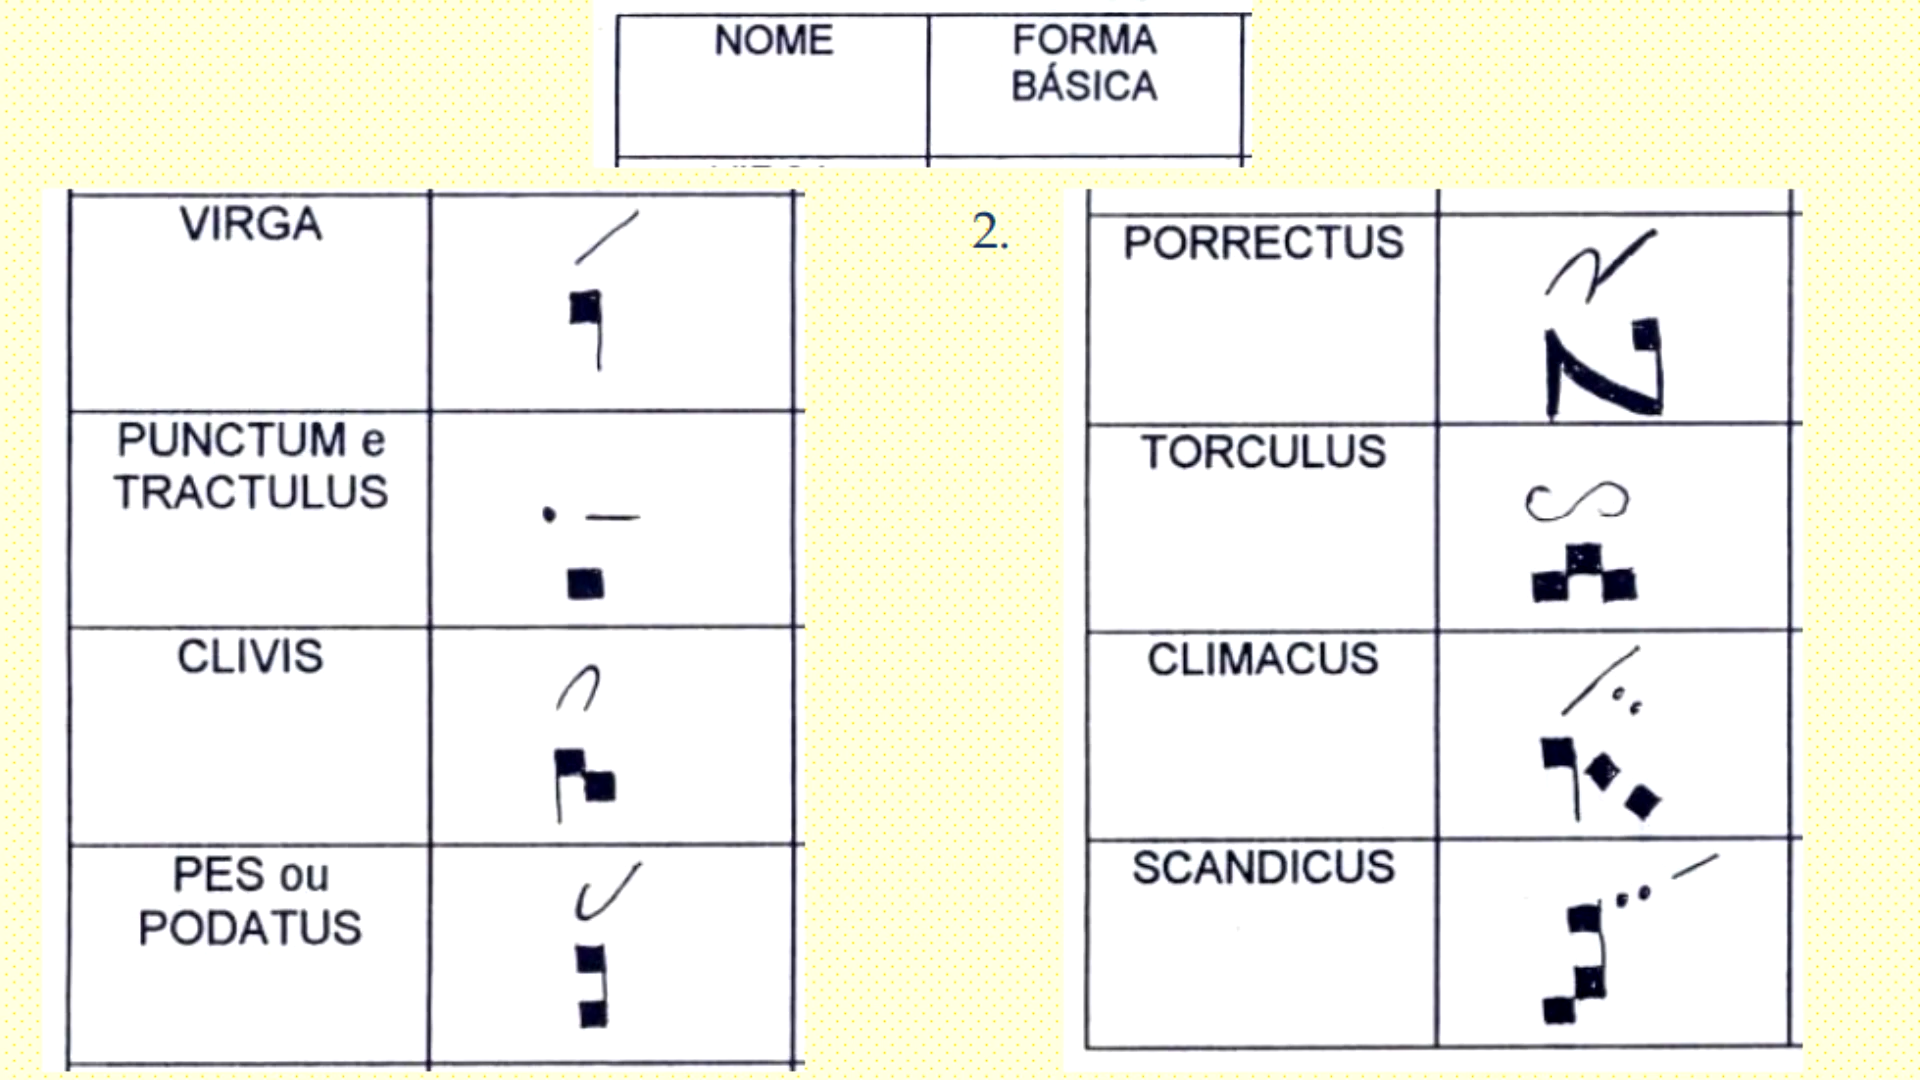 NOME
FORMA
BÁSICA
VIRGA
PUNCTUM e
TRACTULUS
CLIVIS
PES ou
PODATUS
2.
PORRECTUS
TORCULUS
CLIMACUS
SCANDICUS